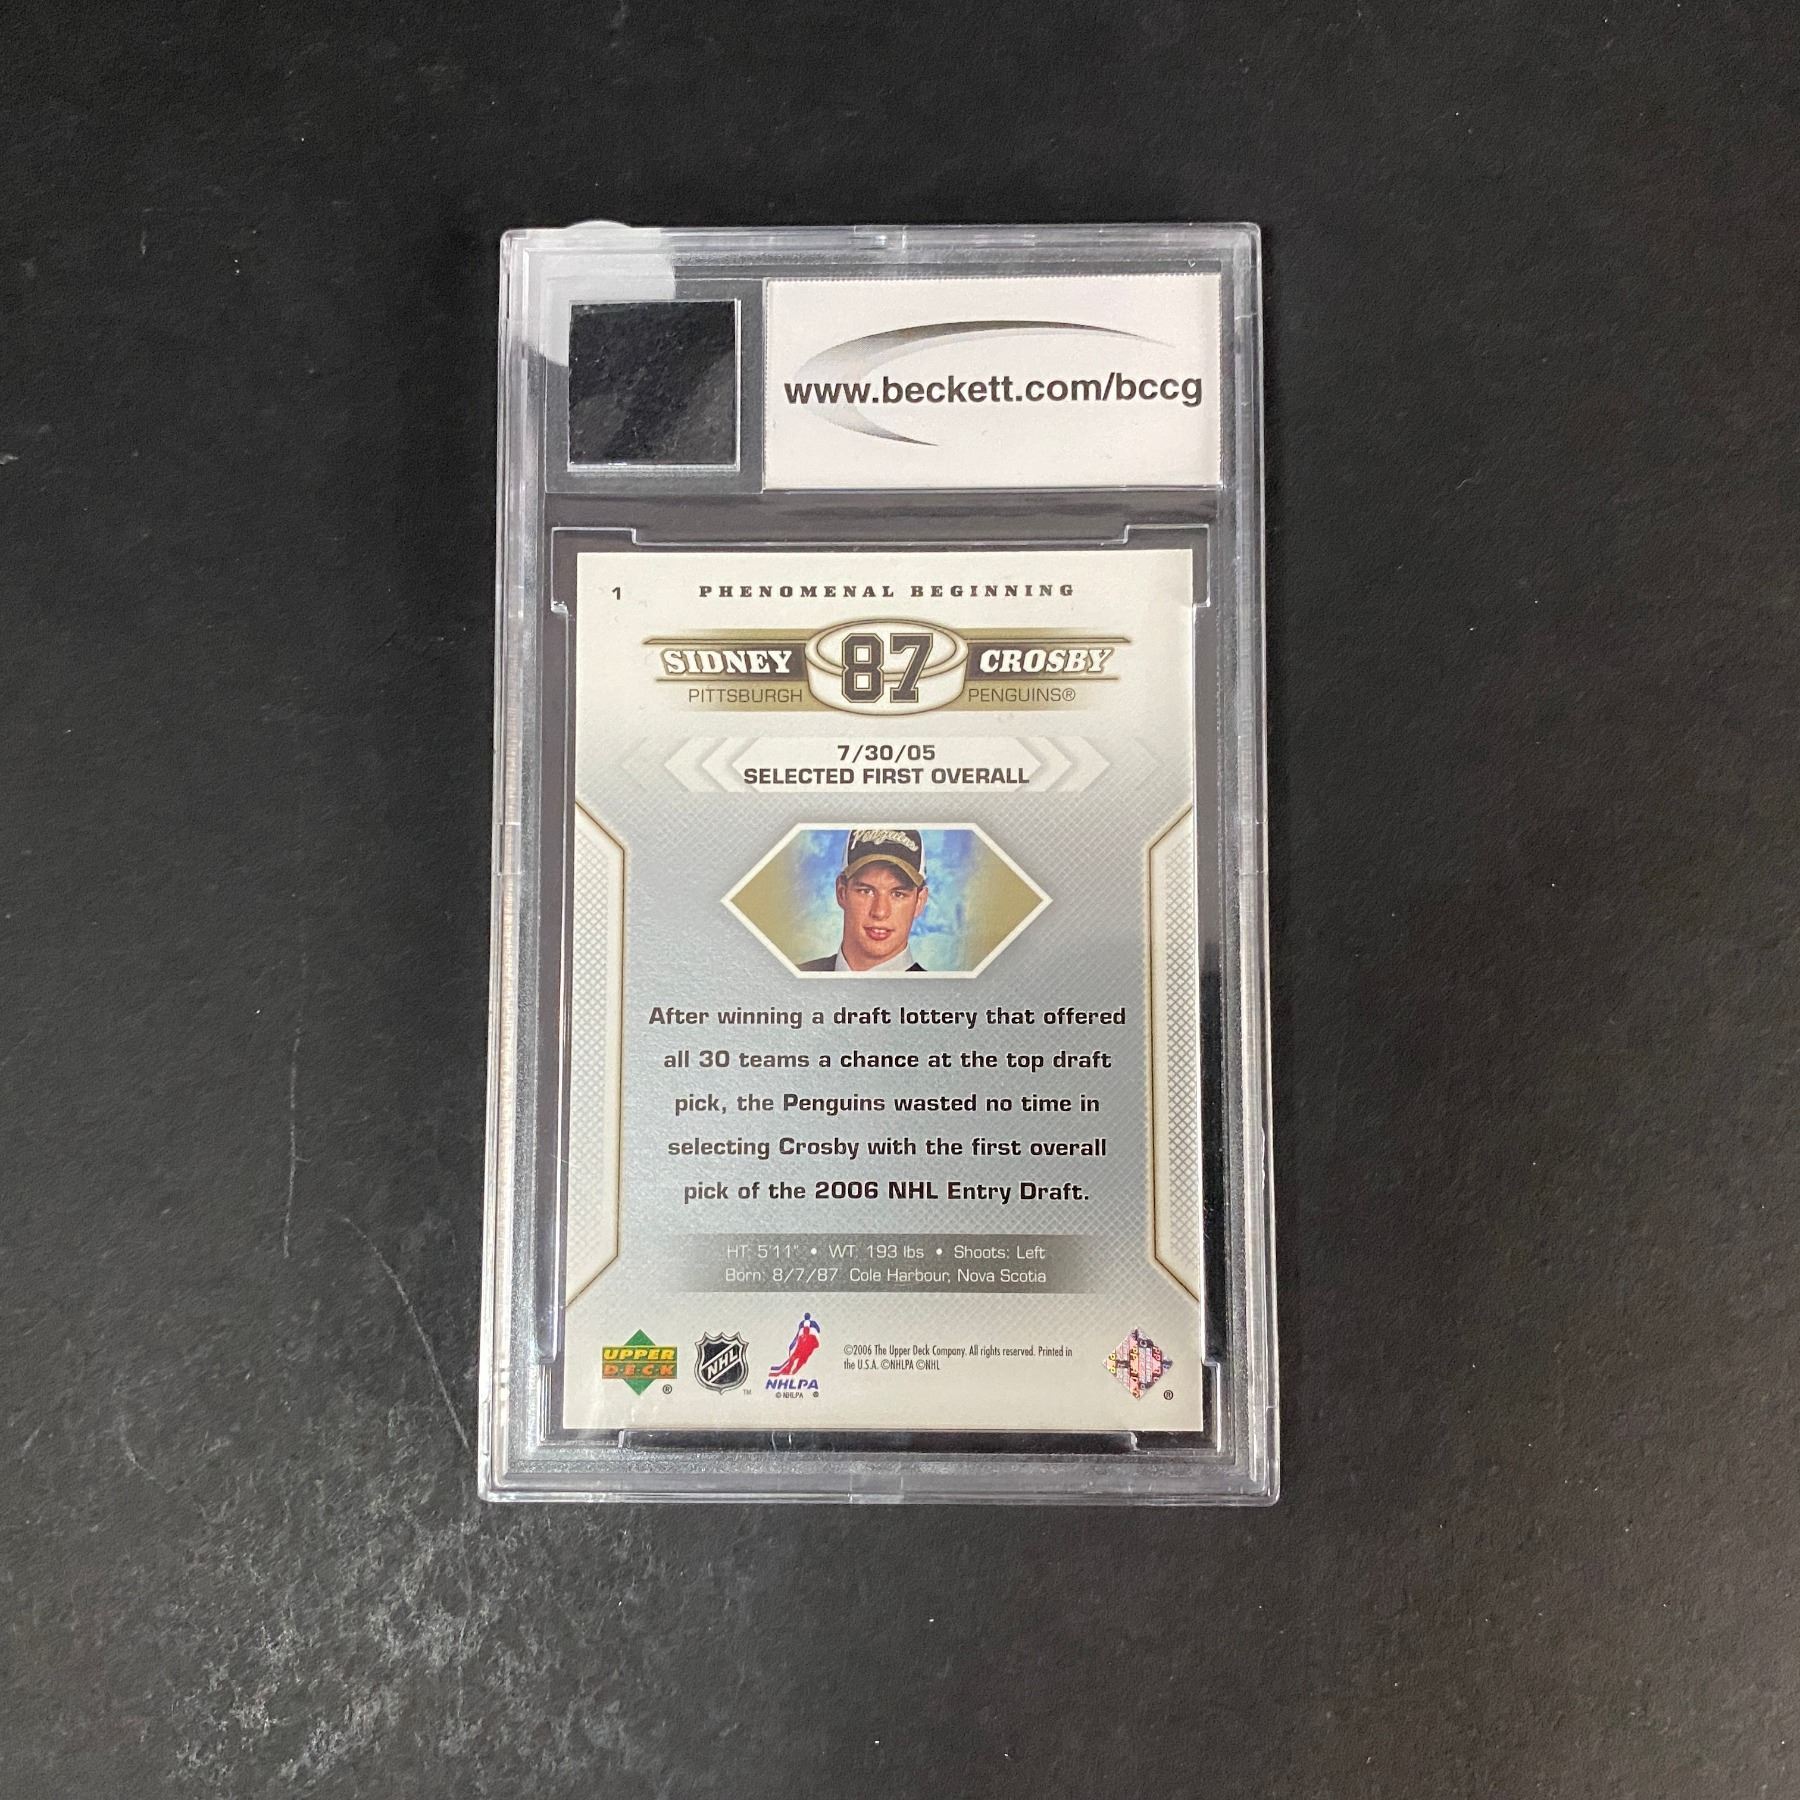 www.beckett.com/bccg
1 PHENOMENAL BEGINNING
SIDNEY 87 CROSBY
PITTSBURGH PENGUINS®
7/30/05
SELECTED FIRST OVERALL
Penguins
After winning a draft lottery that offered
all 30 teams a chance at the top draft
pick, the Penguins wasted no time in
selecting Crosby with the first overall
pick of the 2006 NHL Entry Draft.
HT: 5'11" • WT: 193 lbs • Shoots: Left
Born: 8/7/87 Cole Harbour, Nova Scotia
UPPER
DECK ®
NHL ™
NHLPA
© NHLPA ®
©2006 The Upper Deck Company. All rights reserved. Printed in
the U.S.A. ©NHLPA ©NHL
®